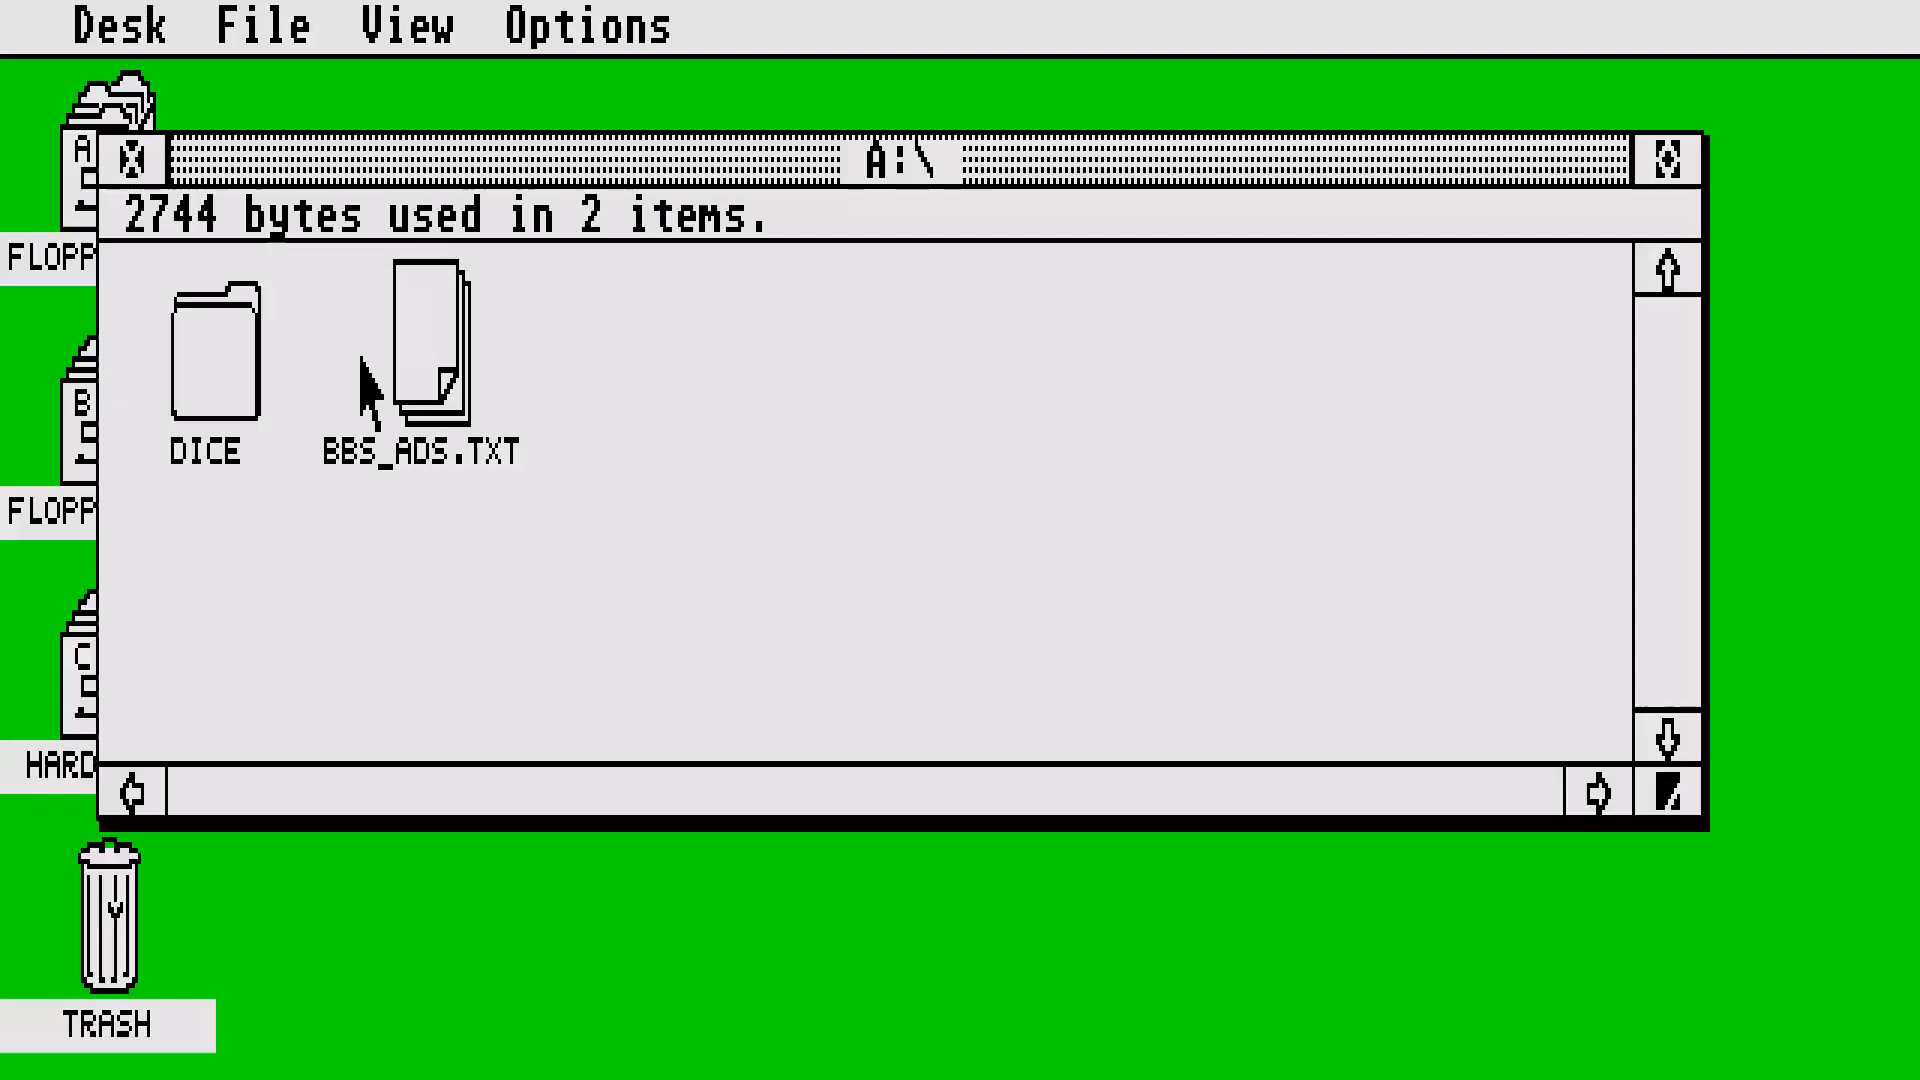 Desk File View Options
A:\
2744 bytes used in 2 items.
A
FLOPP
DICE BBS_ADS.TXT
B
FLOPP
C
HARD
TRASH